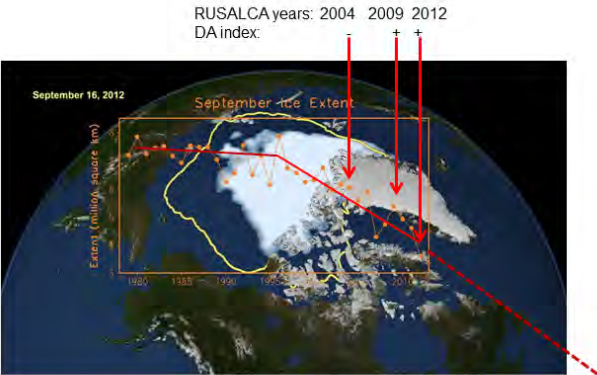 RUSALCA years: 2004 2009 2012
DA index: - + +
September 16, 2012
September Ice Extent
Extent (million square km)
1980 1985 1990 1995 2010